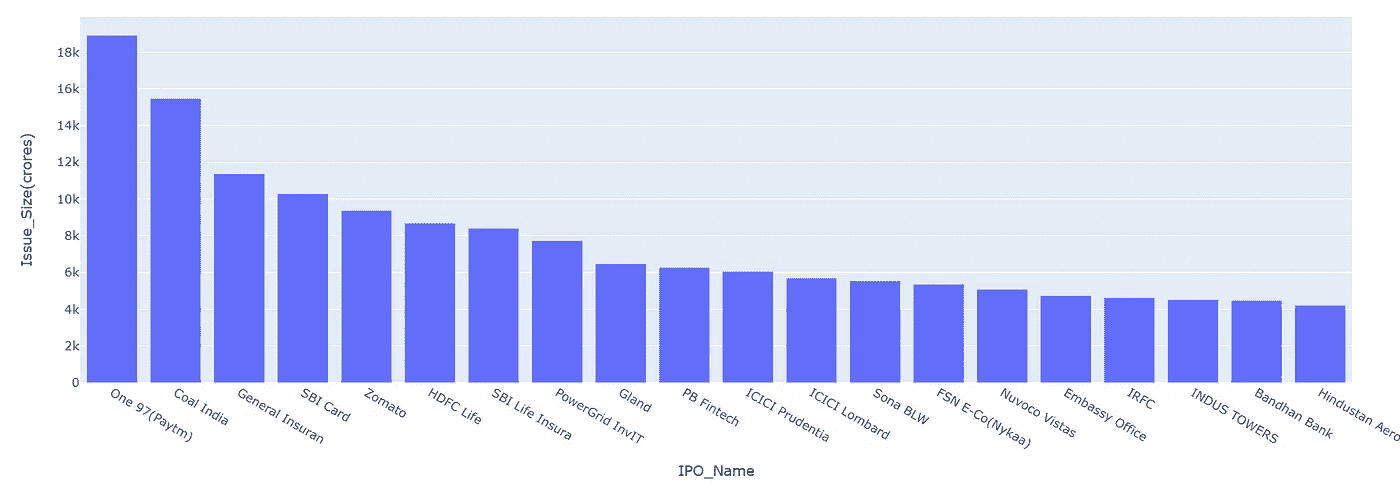 Issue_Size(crores)
18k
16k
14k
12k
10k
8k
6k
4k
2k
0
One 97(Paytm)
Coal India
General Insuran
SBI Card
Zomato
HDFC Life
SBI Life Insura
PowerGrid InvIT
Gland
PB Fintech
ICICI Prudentia
ICICI Lombard
Sona BLW
FSN E-Co(Nykaa)
Nuvoco Vistas
Embassy Office
IRFC
INDUS TOWERS
Bandhan Bank
Hindustan Aero
IPO_Name